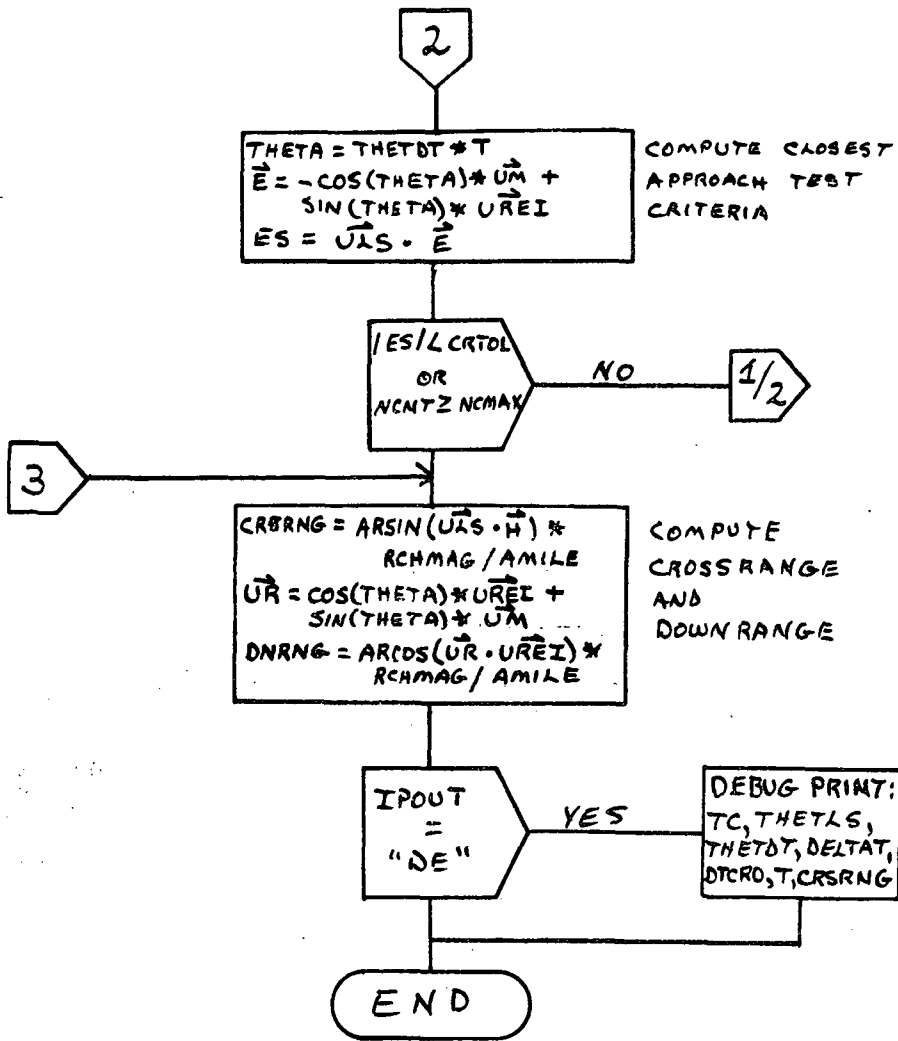 2
THETA = THETDT * T
E = -COS(THETA) * UM +
SIN(THETA) * UREI
ES = ULS · E
COMPUTE CLOSEST
APPROACH TEST
CRITERIA
/ES/ < CRTOL
OR
NCNT ≥ NCMAX
NO
1/2
3
CRSRNG = ARSIN(ULS · H) *
RCHMAG / AMILE
UR = COS(THETA) * UREI +
SIN(THETA) * UM
DNRNG = ARCOS(UR · UREI) *
RCHMAG / AMILE
COMPUTE
CROSSRANGE
AND
DOWNRANGE
IPOUT
=
"DE"
YES
DEBUG PRINT:
TC, THETLS,
THETDT, DELTAT,
DTCRO, T, CRSRNG
END